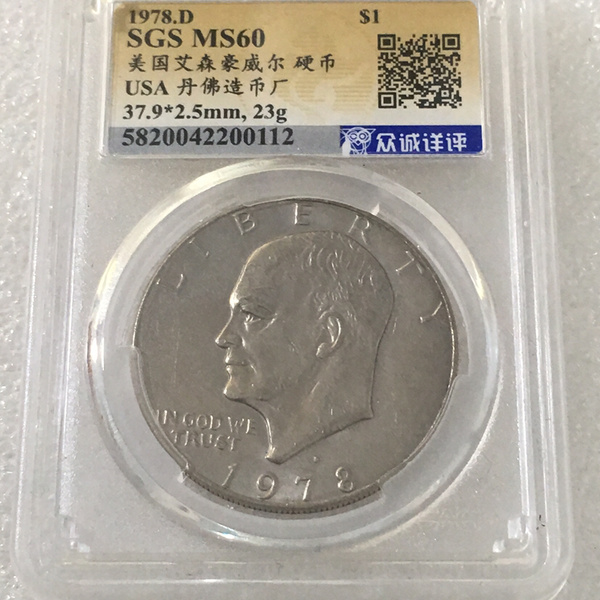 1978.D $1
SGS MS60
美国艾森豪威尔 硬币
USA 丹佛造币厂
37.9*2.5mm, 23g
5820042200112
众诚详评
LIBERTY
IN GOD WE
TRUST
1978